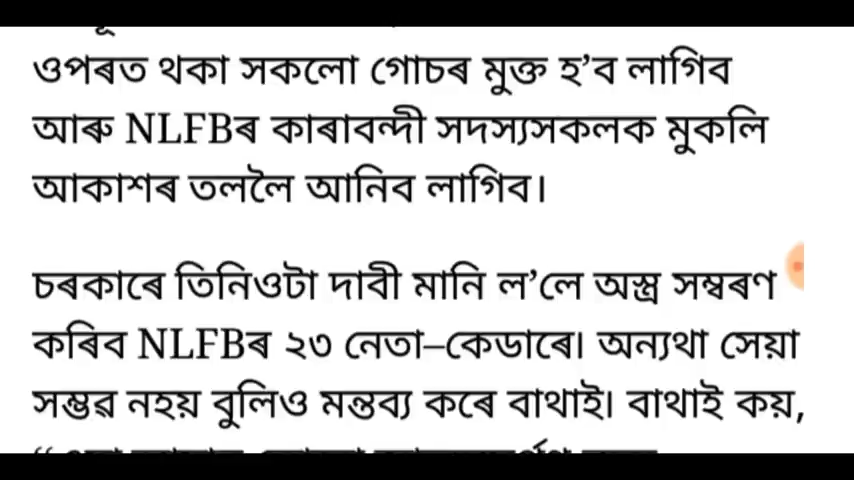 ওপৰত থকা সকলো গোচৰ মুক্ত হ’ব লাগিব
আৰু NLFBৰ কাৰাবন্দী সদস্যসকলক মুকলি
আকাশৰ তললৈ আনিব লাগিব।
চৰকাৰে তিনিওটা দাবী মানি ল’লে অস্ত্ৰ সম্বৰণ
কৰিব NLFBৰ ২৩ নেতা–কেডাৰে। অন্যথা সেয়া
সম্ভৱ নহয় বুলিও মন্তব্য কৰে বাথাই। বাথাই কয়,